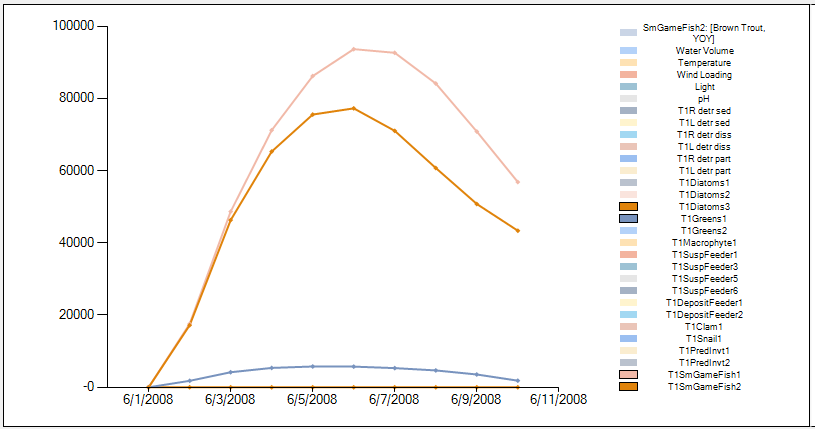 100000
80000
60000
40000
20000
-0
6/1/2008
6/3/2008
6/5/2008
6/7/2008
6/9/2008
6/11/2008
SmGameFish2: [Brown Trout,
YOY]
Water Volume
Temperature
Wind Loading
Light
pH
T1R detr sed
T1L detr sed
T1R detr diss
T1L detr diss
T1R detr part
T1L detr part
T1Diatoms1
T1Diatoms2
T1Diatoms3
T1Greens1
T1Greens2
T1Macrophyte1
T1SuspFeeder1
T1SuspFeeder3
T1SuspFeeder5
T1SuspFeeder6
T1DepositFeeder1
T1DepositFeeder2
T1Clam1
T1Snail1
T1PredInvt1
T1PredInvt2
T1SmGameFish1
T1SmGameFish2